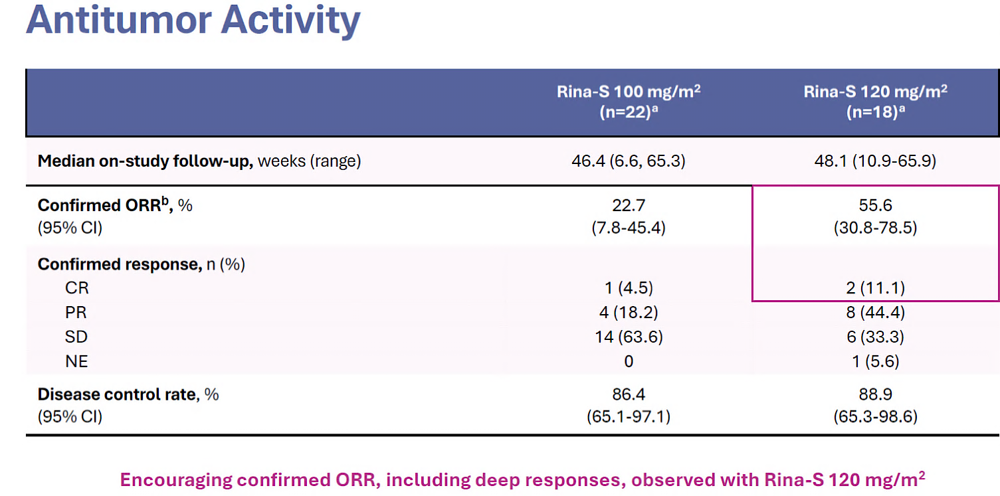 Antitumor Activity
Rina-S 100 mg/m² Rina-S 120 mg/m²
(n=22)ᵃ (n=18)ᵃ
Median on-study follow-up, weeks (range) 46.4 (6.6, 65.3) 48.1 (10.9-65.9)
Confirmed ORRᵇ, % 22.7 55.6
(95% CI) (7.8-45.4) (30.8-78.5)
Confirmed response, n (%)
CR 1 (4.5) 2 (11.1)
PR 4 (18.2) 8 (44.4)
SD 14 (63.6) 6 (33.3)
NE 0 1 (5.6)
Disease control rate, % 86.4 88.9
(95% CI) (65.1-97.1) (65.3-98.6)
Encouraging confirmed ORR, including deep responses, observed with Rina-S 120 mg/m²